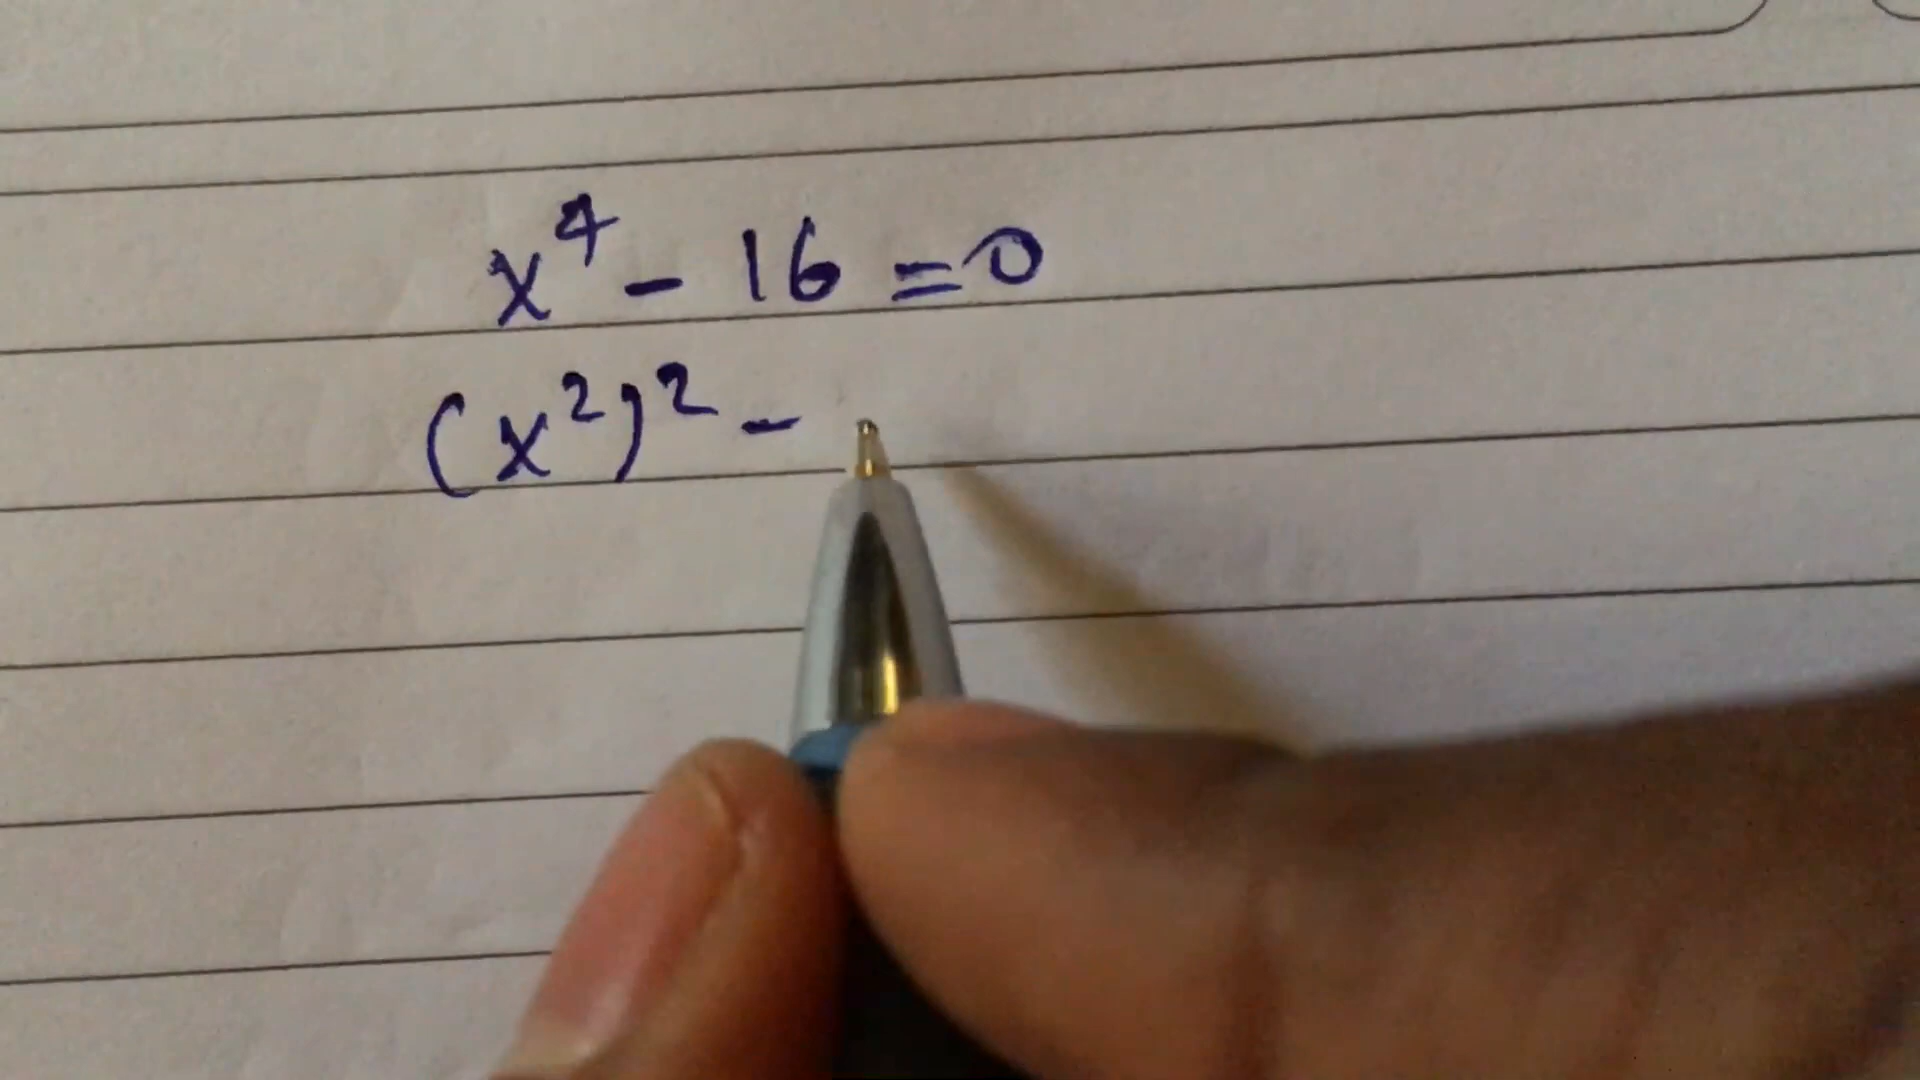 x⁴ - 16 = 0
(x²)² -